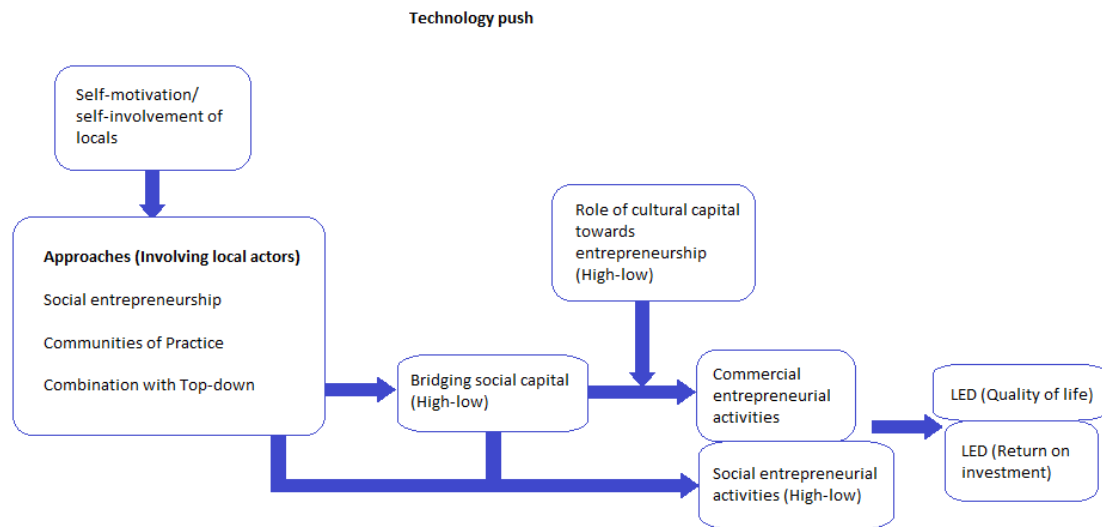 Technology push
Self-motivation/
self-involvement of
locals
Approaches (Involving local actors)
Social entrepreneurship
Communities of Practice
Combination with Top-down
Role of cultural capital
towards
entrepreneurship
(High-low)
Bridging social capital
(High-low)
Commercial
entrepreneurial
activities
Social entrepreneurial
activities (High-low)
LED (Quality of life)
LED (Return on
investment)